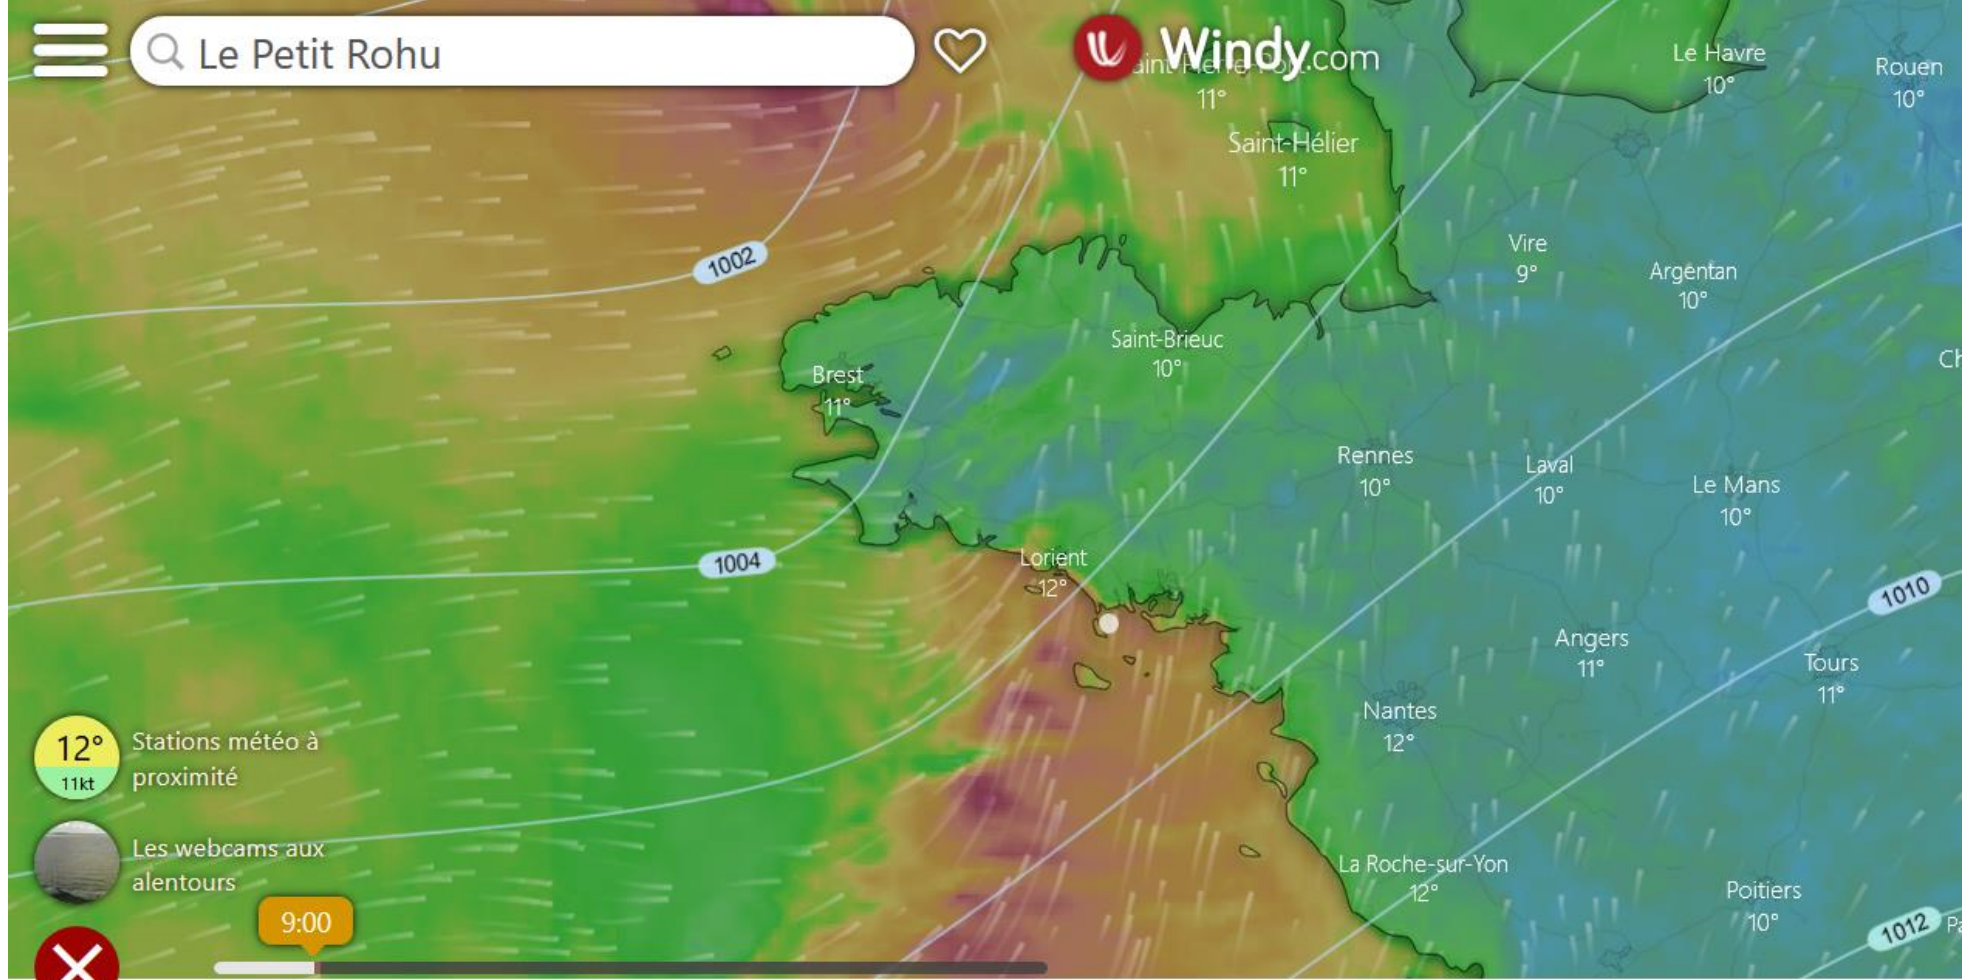 Le Petit Rohu
Windy.com
11°
Le Havre
10°
Rouen
10°
Saint-Hélier
11°
Vire
9°
Argentan
10°
1002
Saint-Brieuc
10°
Brest
11°
Ch
Rennes
10°
Laval
10°
Le Mans
10°
Lorient
12°
1004
1010
Angers
11°
Tours
11°
Nantes
12°
12°
11kt
Stations météo à
proximité
Les webcams aux
alentours
La Roche-sur-Yon
12°
Poitiers
10°
1012
Pa
9:00